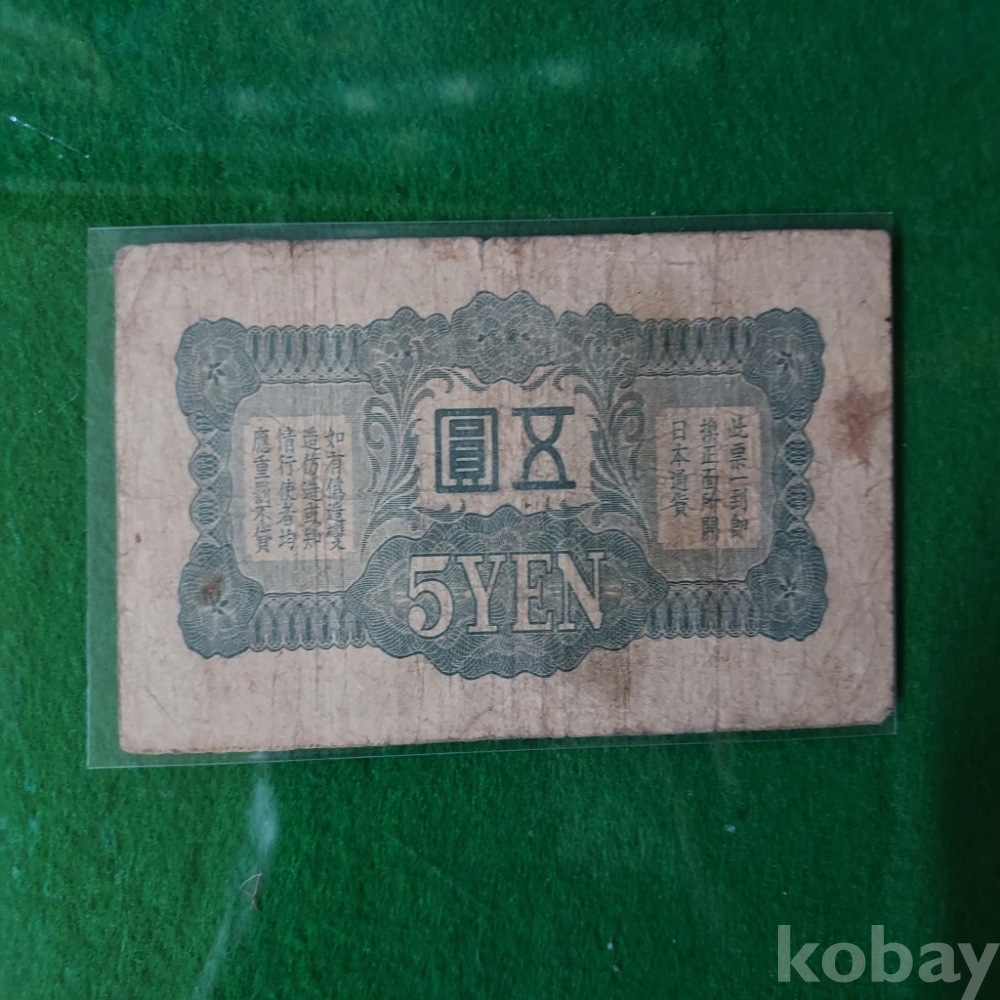 五圓
此票一到即
換正面所開
日本通貨
如有偽造變
造仿造或知
情行使者均
應重罰不貸
5YEN
kobay